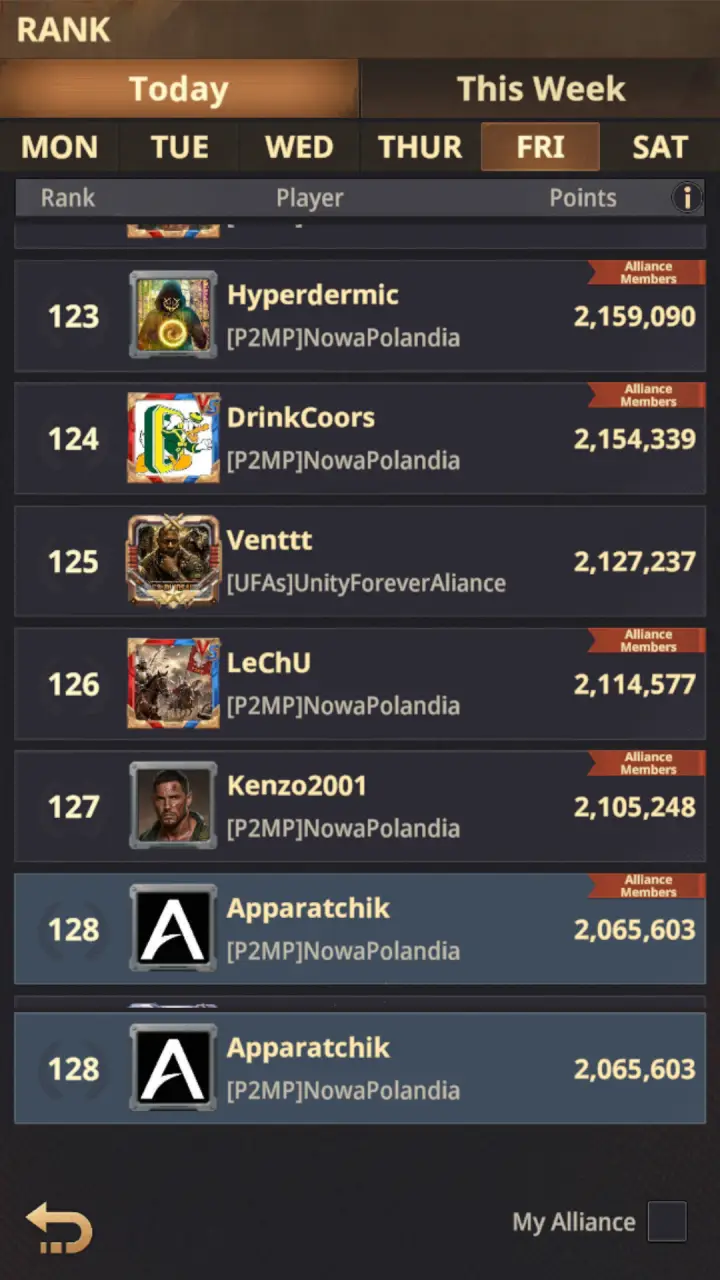 RANK
Today This Week
MON TUE WED THUR FRI SAT
Rank Player Points i
Alliance Members
123 Hyperdermic 2,159,090
[P2MP]NowaPolandia
Alliance Members
124 DrinkCoors 2,154,339
[P2MP]NowaPolandia
125 Venttt 2,127,237
[UFAs]UnityForeverAliance
Alliance Members
126 LeChU 2,114,577
[P2MP]NowaPolandia
Alliance Members
127 Kenzo2001 2,105,248
[P2MP]NowaPolandia
Alliance Members
128 Apparatchik 2,065,603
[P2MP]NowaPolandia
128 Apparatchik 2,065,603
[P2MP]NowaPolandia
My Alliance